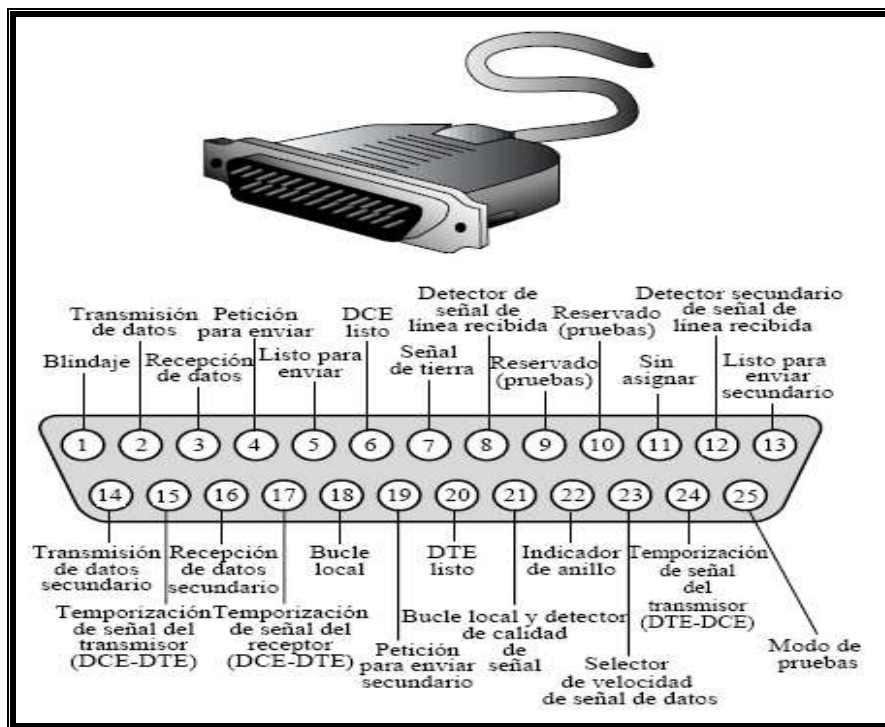 Transmisión
de datos
Petición
para enviar
DCE
listo
Detector de
señal de
línea recibida
Reservado
(pruebas)
Detector secundario
de señal de
línea recibida
Blindaje
Recepción
de datos
Listo para
enviar
Señal
de tierra
Reservado
(pruebas)
Sin
asignar
Listo para
enviar
secundario
1 2 3 4 5 6 7 8 9 10 11 12 13
14 15 16 17 18 19 20 21 22 23 24 25
Transmisión
de datos
secundario
Recepción
de datos
secundario
Bucle
local
DTE
listo
Indicador
de anillo
Temporización
de señal
del
transmisor
(DTE-DCE)
Temporización
de señal del
transmisor
(DCE-DTE)
Temporización
de señal del
receptor
(DCE-DTE)
Petición
para enviar
secundario
Bucle local y detector
de calidad
de
señal
Selector
de velocidad
de señal de datos
Modo de
pruebas